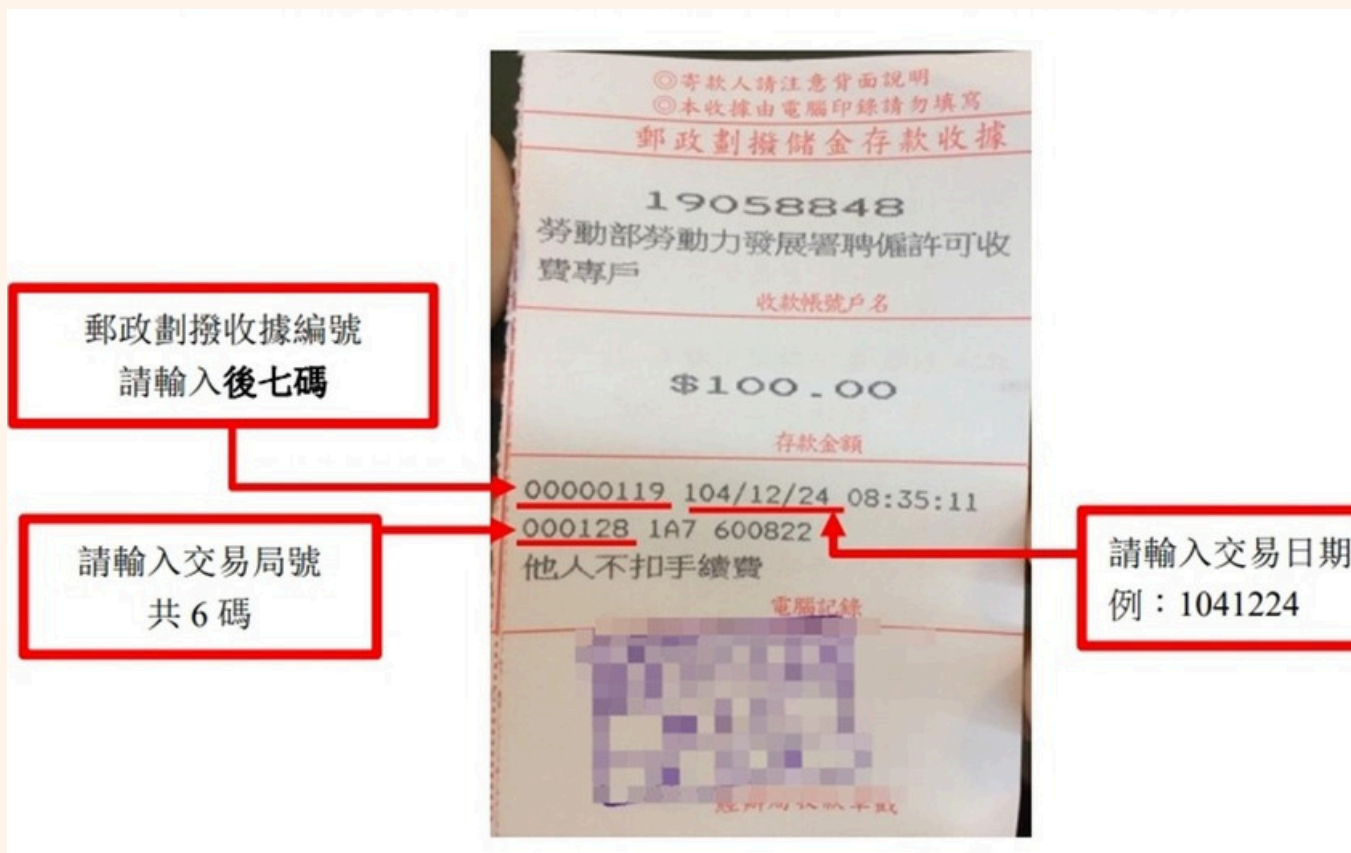 ◎寄款人請注意背面說明
◎本收據由電腦印錄請勿填寫
郵政劃撥儲金存款收據
19058848
勞動部勞動力發展署聘僱許可收
費專戶
收款帳號戶名
$100.00
存款金額
00000119 104/12/24 08:35:11
000128 1A7 600822
他人不扣手續費
電腦記錄
經辦局收款章戳
郵政劃撥收據編號
請輸入後七碼
請輸入交易局號
共 6 碼
請輸入交易日期
例：1041224